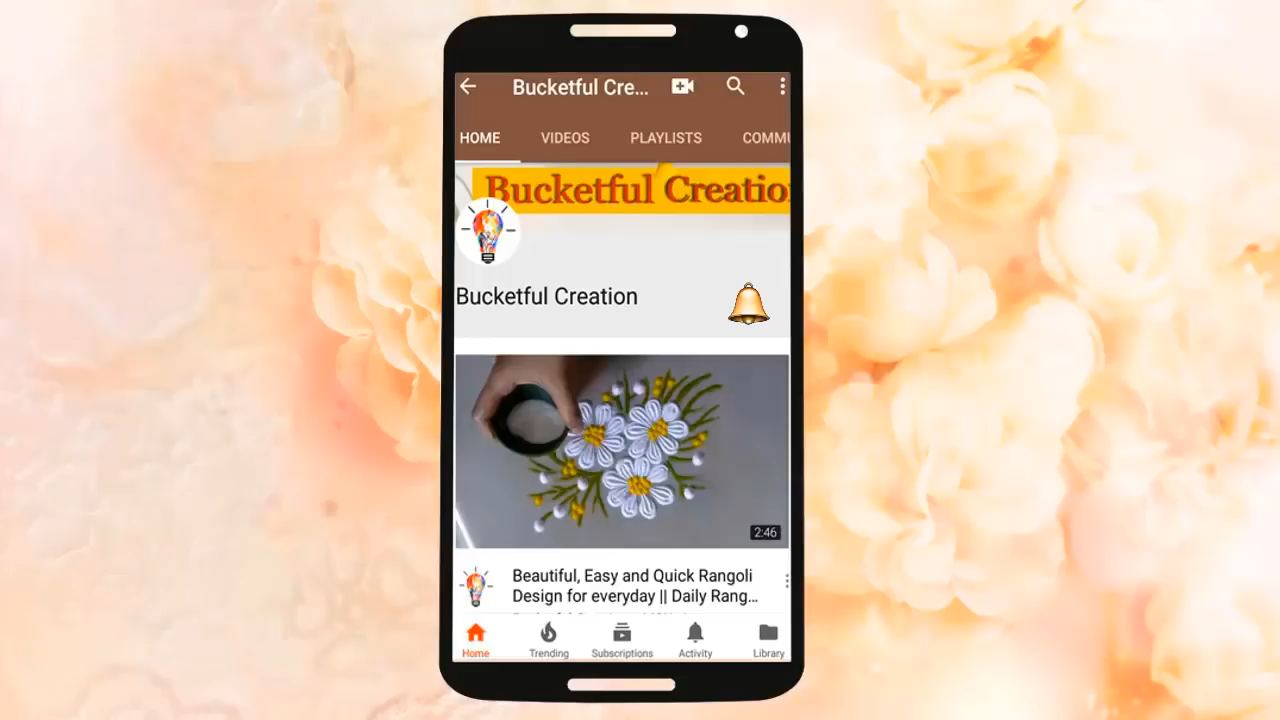 Bucketful Cre...
HOME VIDEOS PLAYLISTS COMMU
Bucketful Creation
Bucketful Creation
2:46
Beautiful, Easy and Quick Rangoli
Design for everyday || Daily Rang...
Home Trending Subscriptions Activity Library